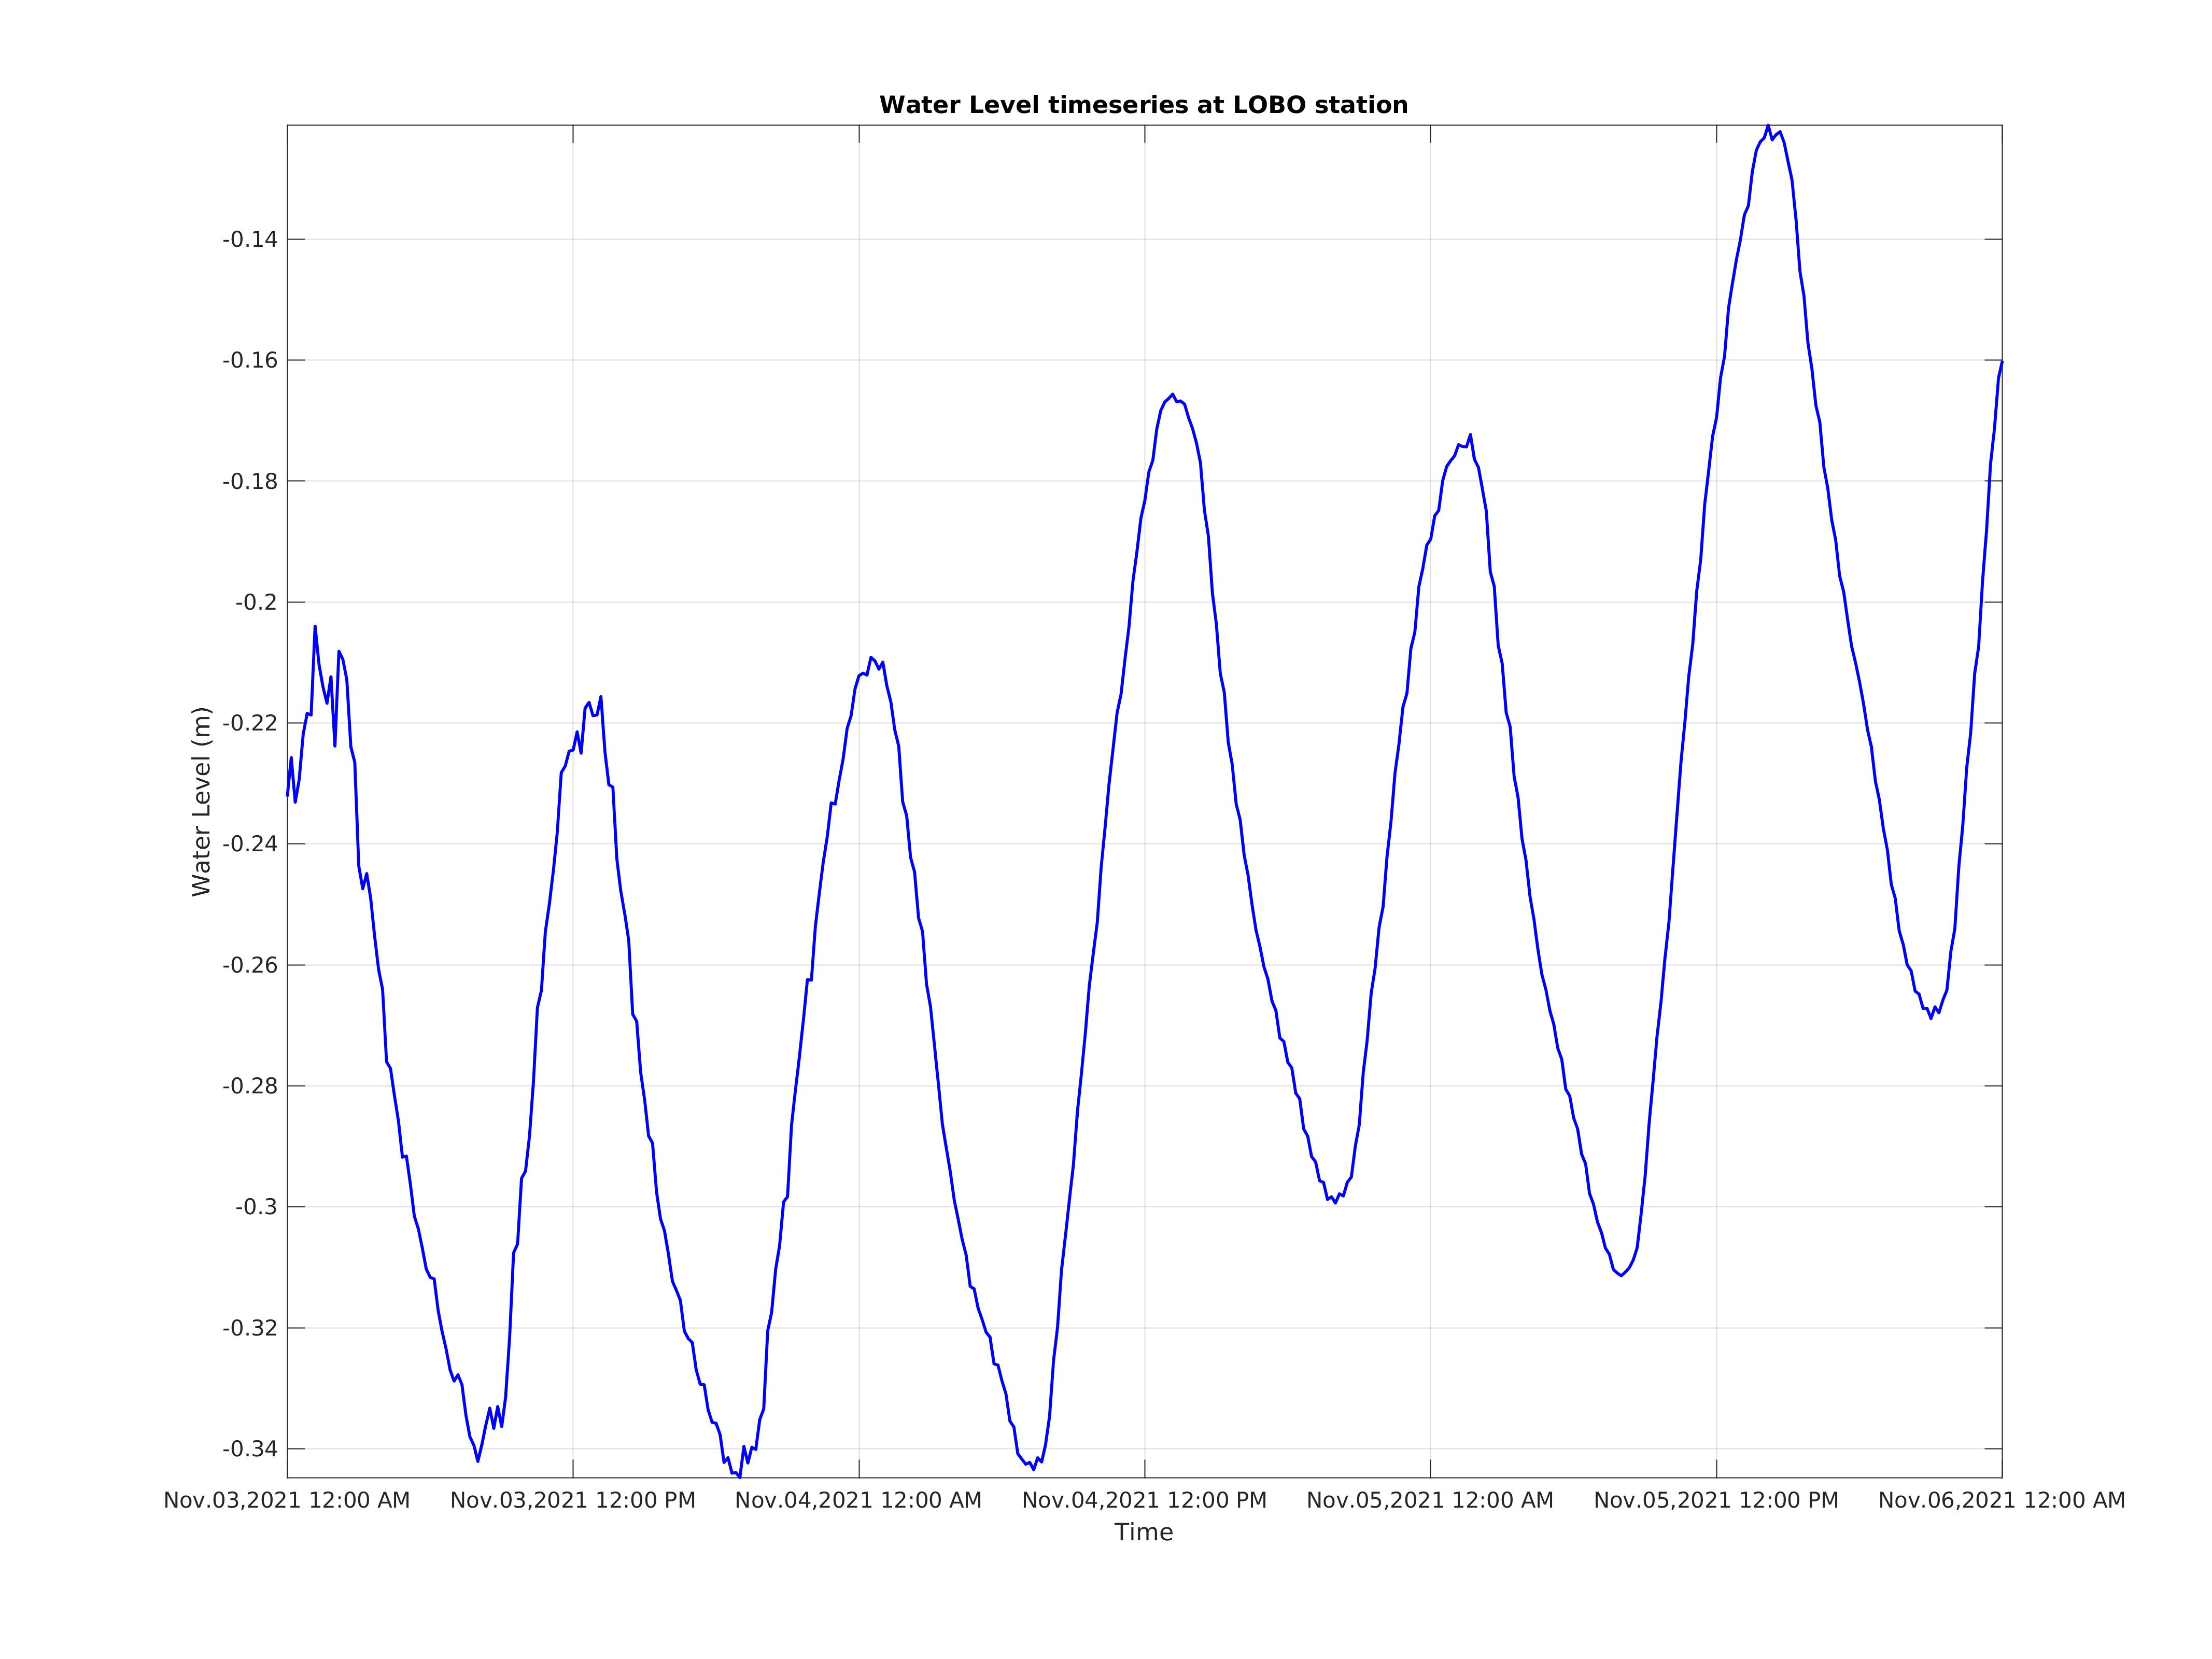 Water Level timeseries at LOBO station
-0.14
-0.16
-0.18
-0.2
-0.22
-0.24
-0.26
-0.28
-0.3
-0.32
-0.34
Water Level (m)
Nov.03,2021 12:00 AM Nov.03,2021 12:00 PM Nov.04,2021 12:00 AM Nov.04,2021 12:00 PM Nov.05,2021 12:00 AM Nov.05,2021 12:00 PM Nov.06,2021 12:00 AM
Time